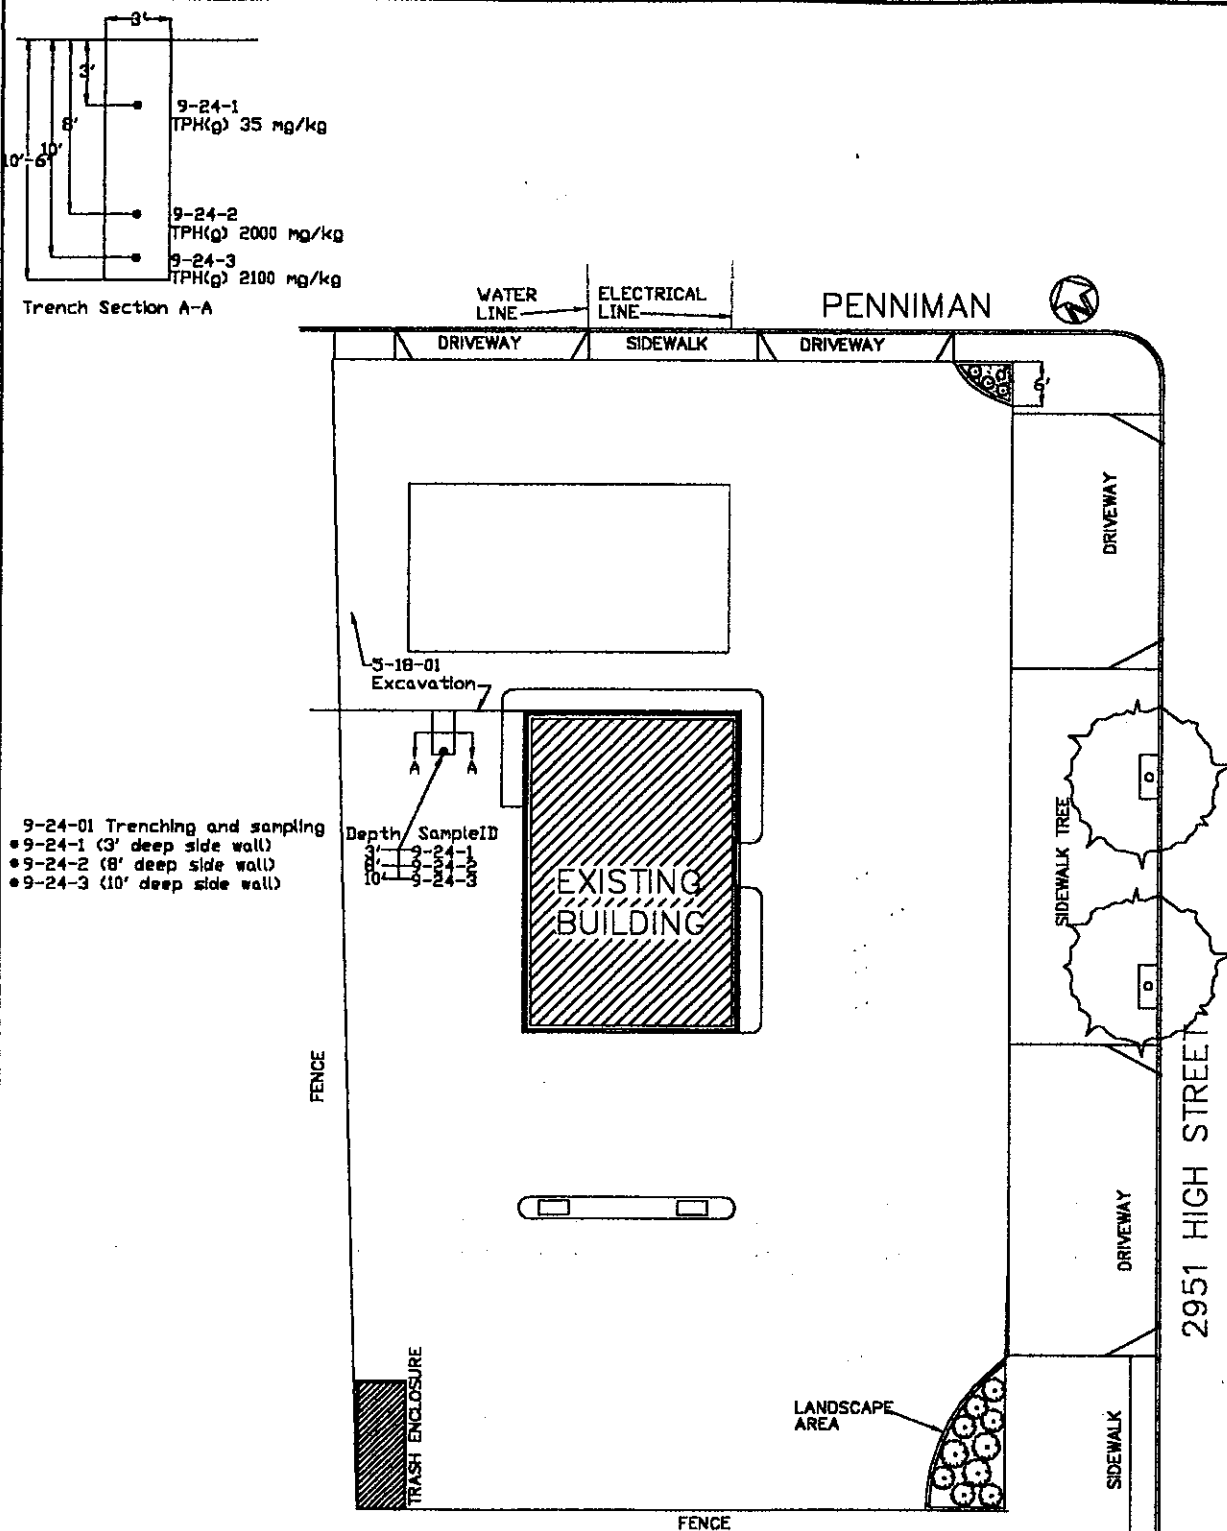 3'
3'
8'
10'
10'-6"
9-24-1
TPH(g) 35 mg/kg
9-24-2
TPH(g) 2000 mg/kg
9-24-3
TPH(g) 2100 mg/kg
Trench Section A-A
WATER
LINE
ELECTRICAL
LINE
PENNIMAN
N
DRIVEWAY
SIDEWALK
DRIVEWAY
6'
DRIVEWAY
5-18-01
Excavation
A
A
9-24-01 Trenching and sampling
9-24-1 (3' deep side wall)
9-24-2 (8' deep side wall)
9-24-3 (10' deep side wall)
Depth SampleID
3' 9-24-1
8' 9-24-2
10' 9-24-3
EXISTING
BUILDING
SIDEWALK TREE
FENCE
2951 HIGH STREET
DRIVEWAY
TRASH ENCLOSURE
LANDSCAPE
AREA
SIDEWALK
FENCE